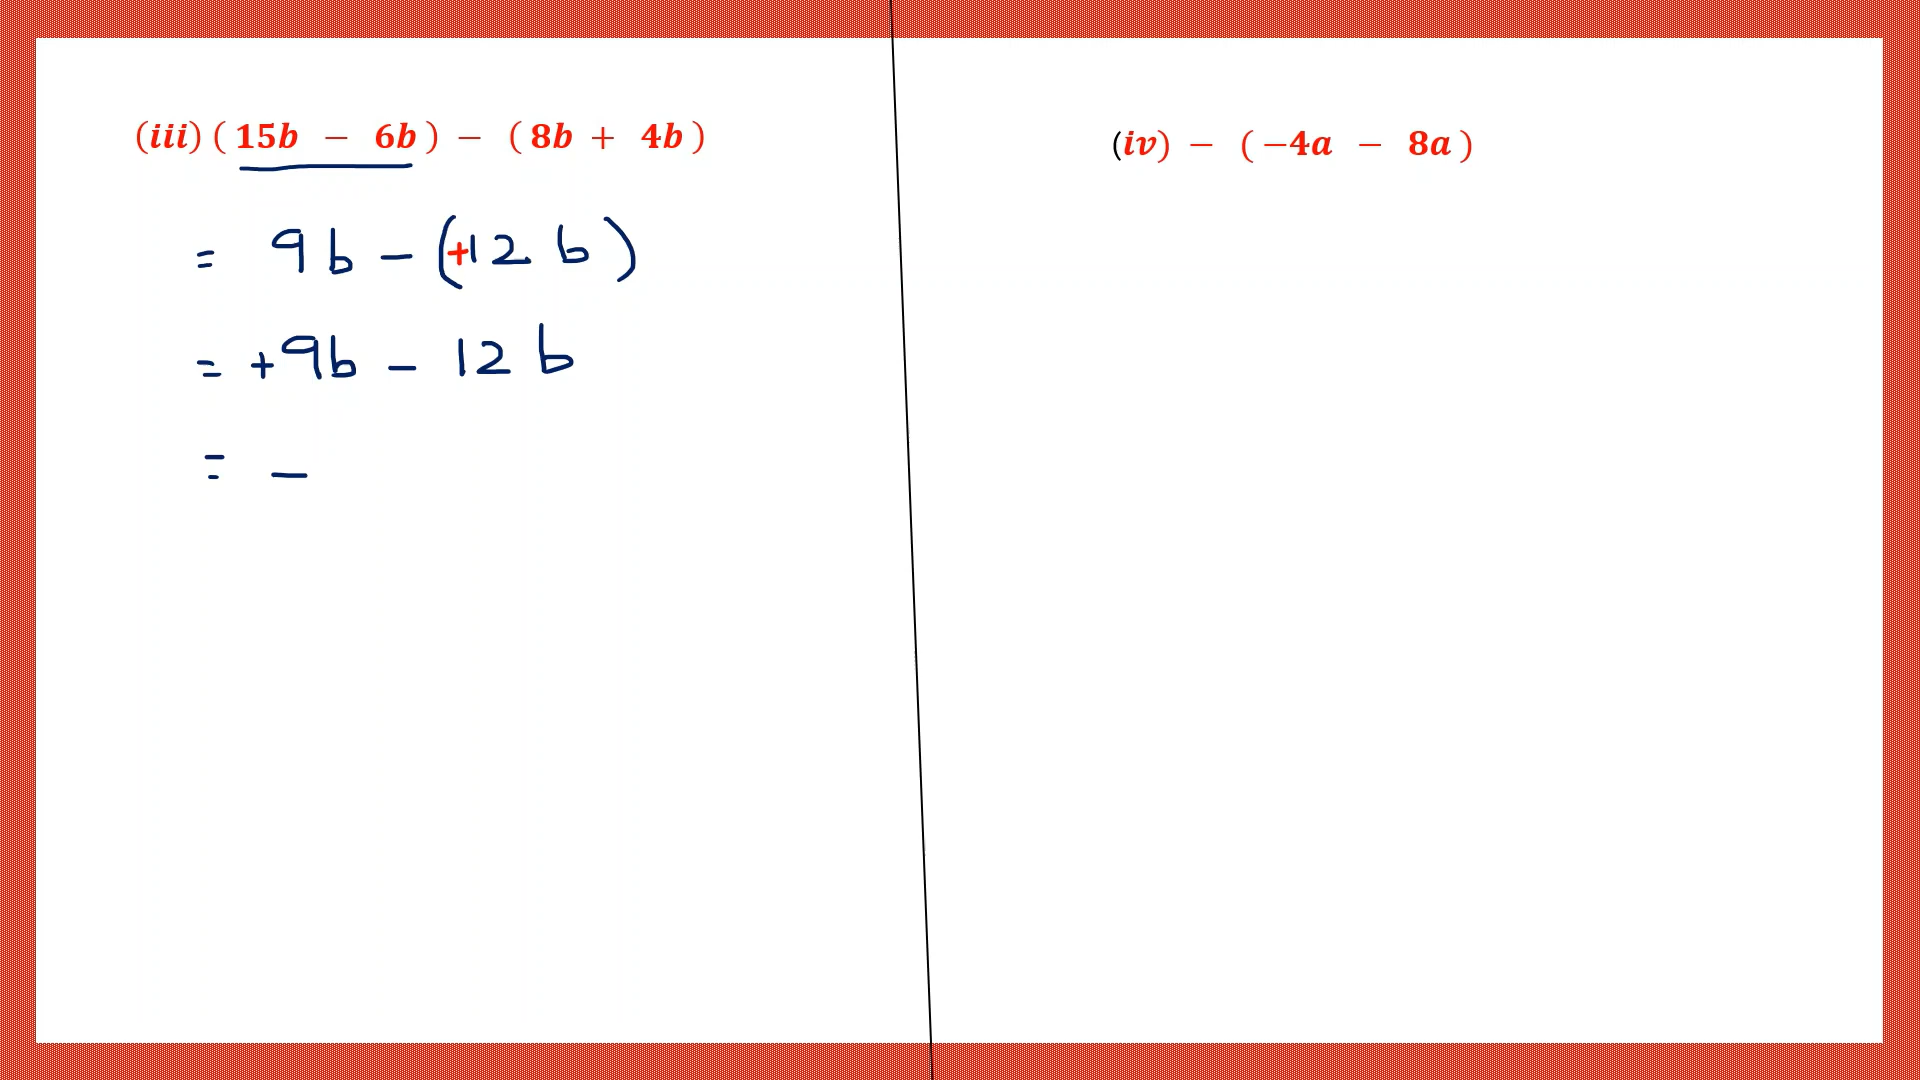 (iii) ( 15b − 6b ) − ( 8b + 4b )
= 9b − (+12 b)
= +9b − 12 b
= −
(iv) − ( −4a − 8a )